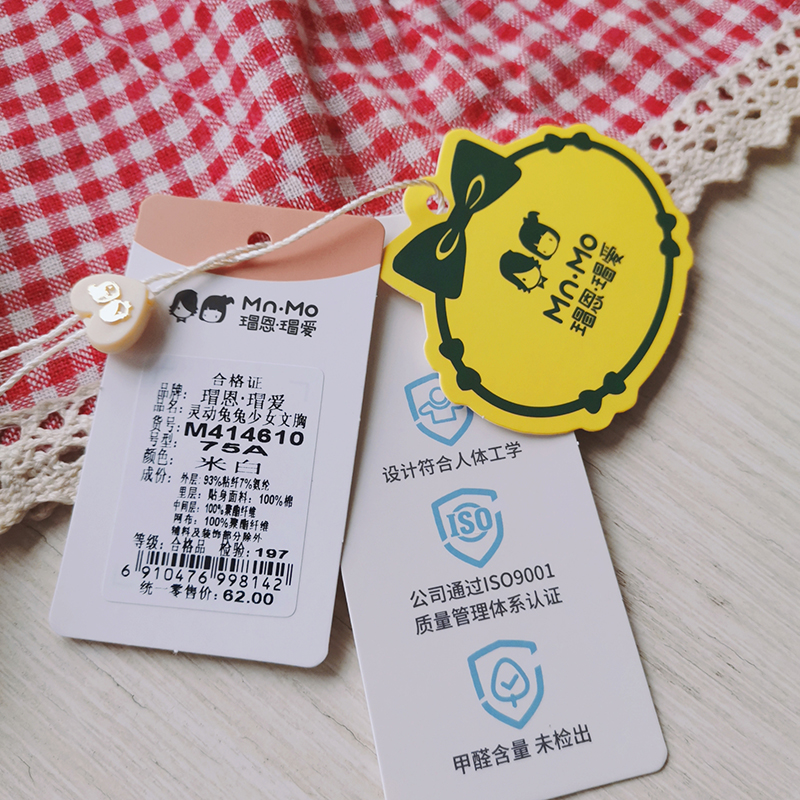 Mn·Mo
瑁恩·瑁爱
合格证
品牌: 瑁恩·瑁爱
品名: 灵动兔兔少女文胸
货号: M414610
号型: 75A
颜色: 米白
成份: 外层: 93%粘纤7%氨纶
里层: 贴身面料: 100%棉
中间层: 100%聚酯纤维
网布: 100%聚酯纤维
辅料及装饰部分除外
等级: 合格品 检验: 197
6 910476 998142
统一零售价: 62.00
Mn·Mo
瑁恩·瑁爱
设计符合人体工学
ISO
公司通过ISO9001
质量管理体系认证
甲醛含量 未检出